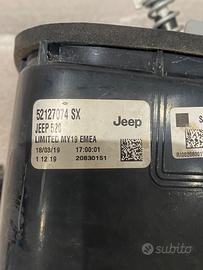 52127074 SX
JEEP 520
LIMITED MY19 EMEA
18/03/19 17:00:01
1 12 19 20830151
Jeep
S
subito